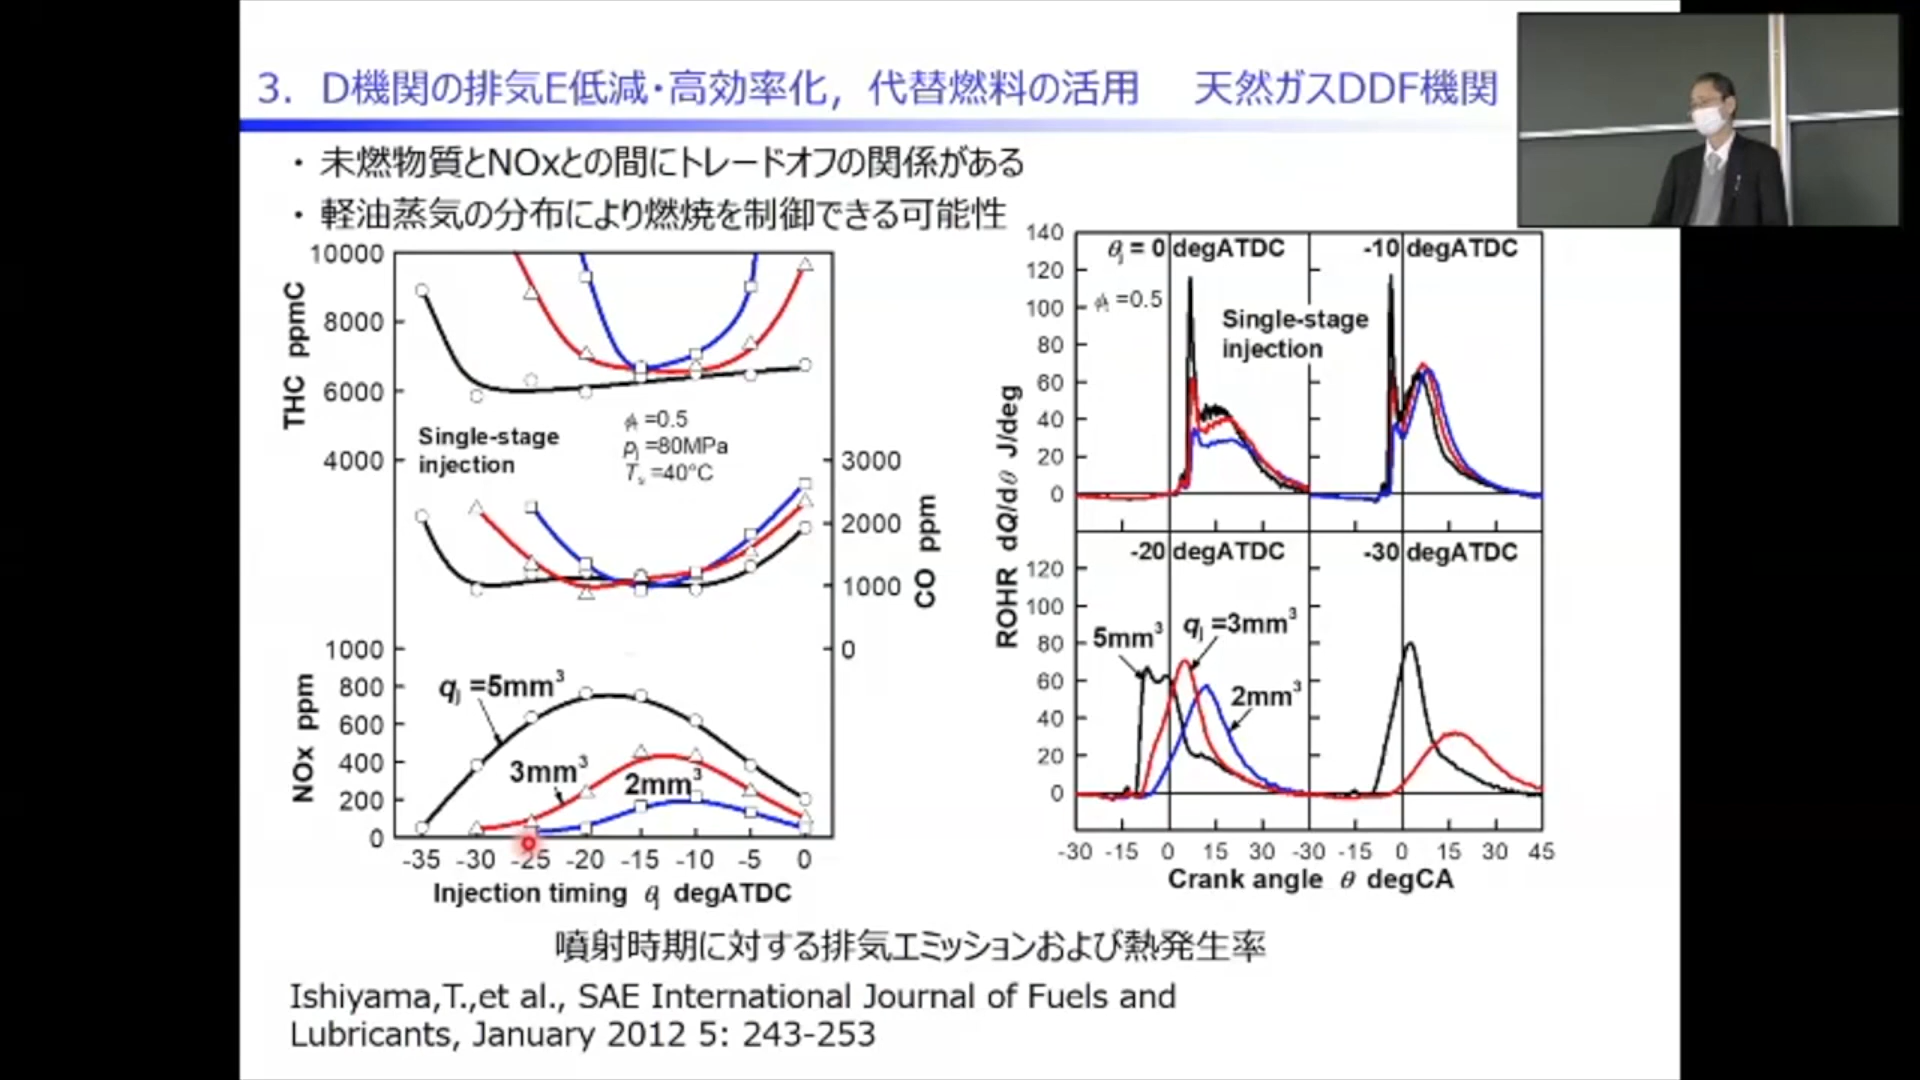 3. D機関の排気E低減・高効率化，代替燃料の活用　天然ガスDDF機関
・ 未燃物質とNOxとの間にトレードオフの関係がある
・ 軽油蒸気の分布により燃焼を制御できる可能性
10000
8000
6000
4000
THC ppmC
Single-stage
injection
=0.5
=80MPa
=40°C
3000
2000
1000
0
CO ppm
1000
800
600
400
200
0
NOx ppm
qj =5mm³
3mm³
2mm³
-35 -30 -25 -20 -15 -10 -5 0
Injection timing θj degATDC
140
120
100
80
60
40
20
0
120
100
80
60
40
20
0
ROHR dQ/dθ J/deg
θj = 0 degATDC
=0.5
-10 degATDC
Single-stage
injection
-20 degATDC
-30 degATDC
5mm³
qj =3mm³
2mm³
-30 -15 0 15 30 -30 -15 0 15 30 45
Crank angle θ degCA
噴射時期に対する排気エミッションおよび熱発生率
Ishiyama,T.,et al., SAE International Journal of Fuels and
Lubricants, January 2012 5: 243-253